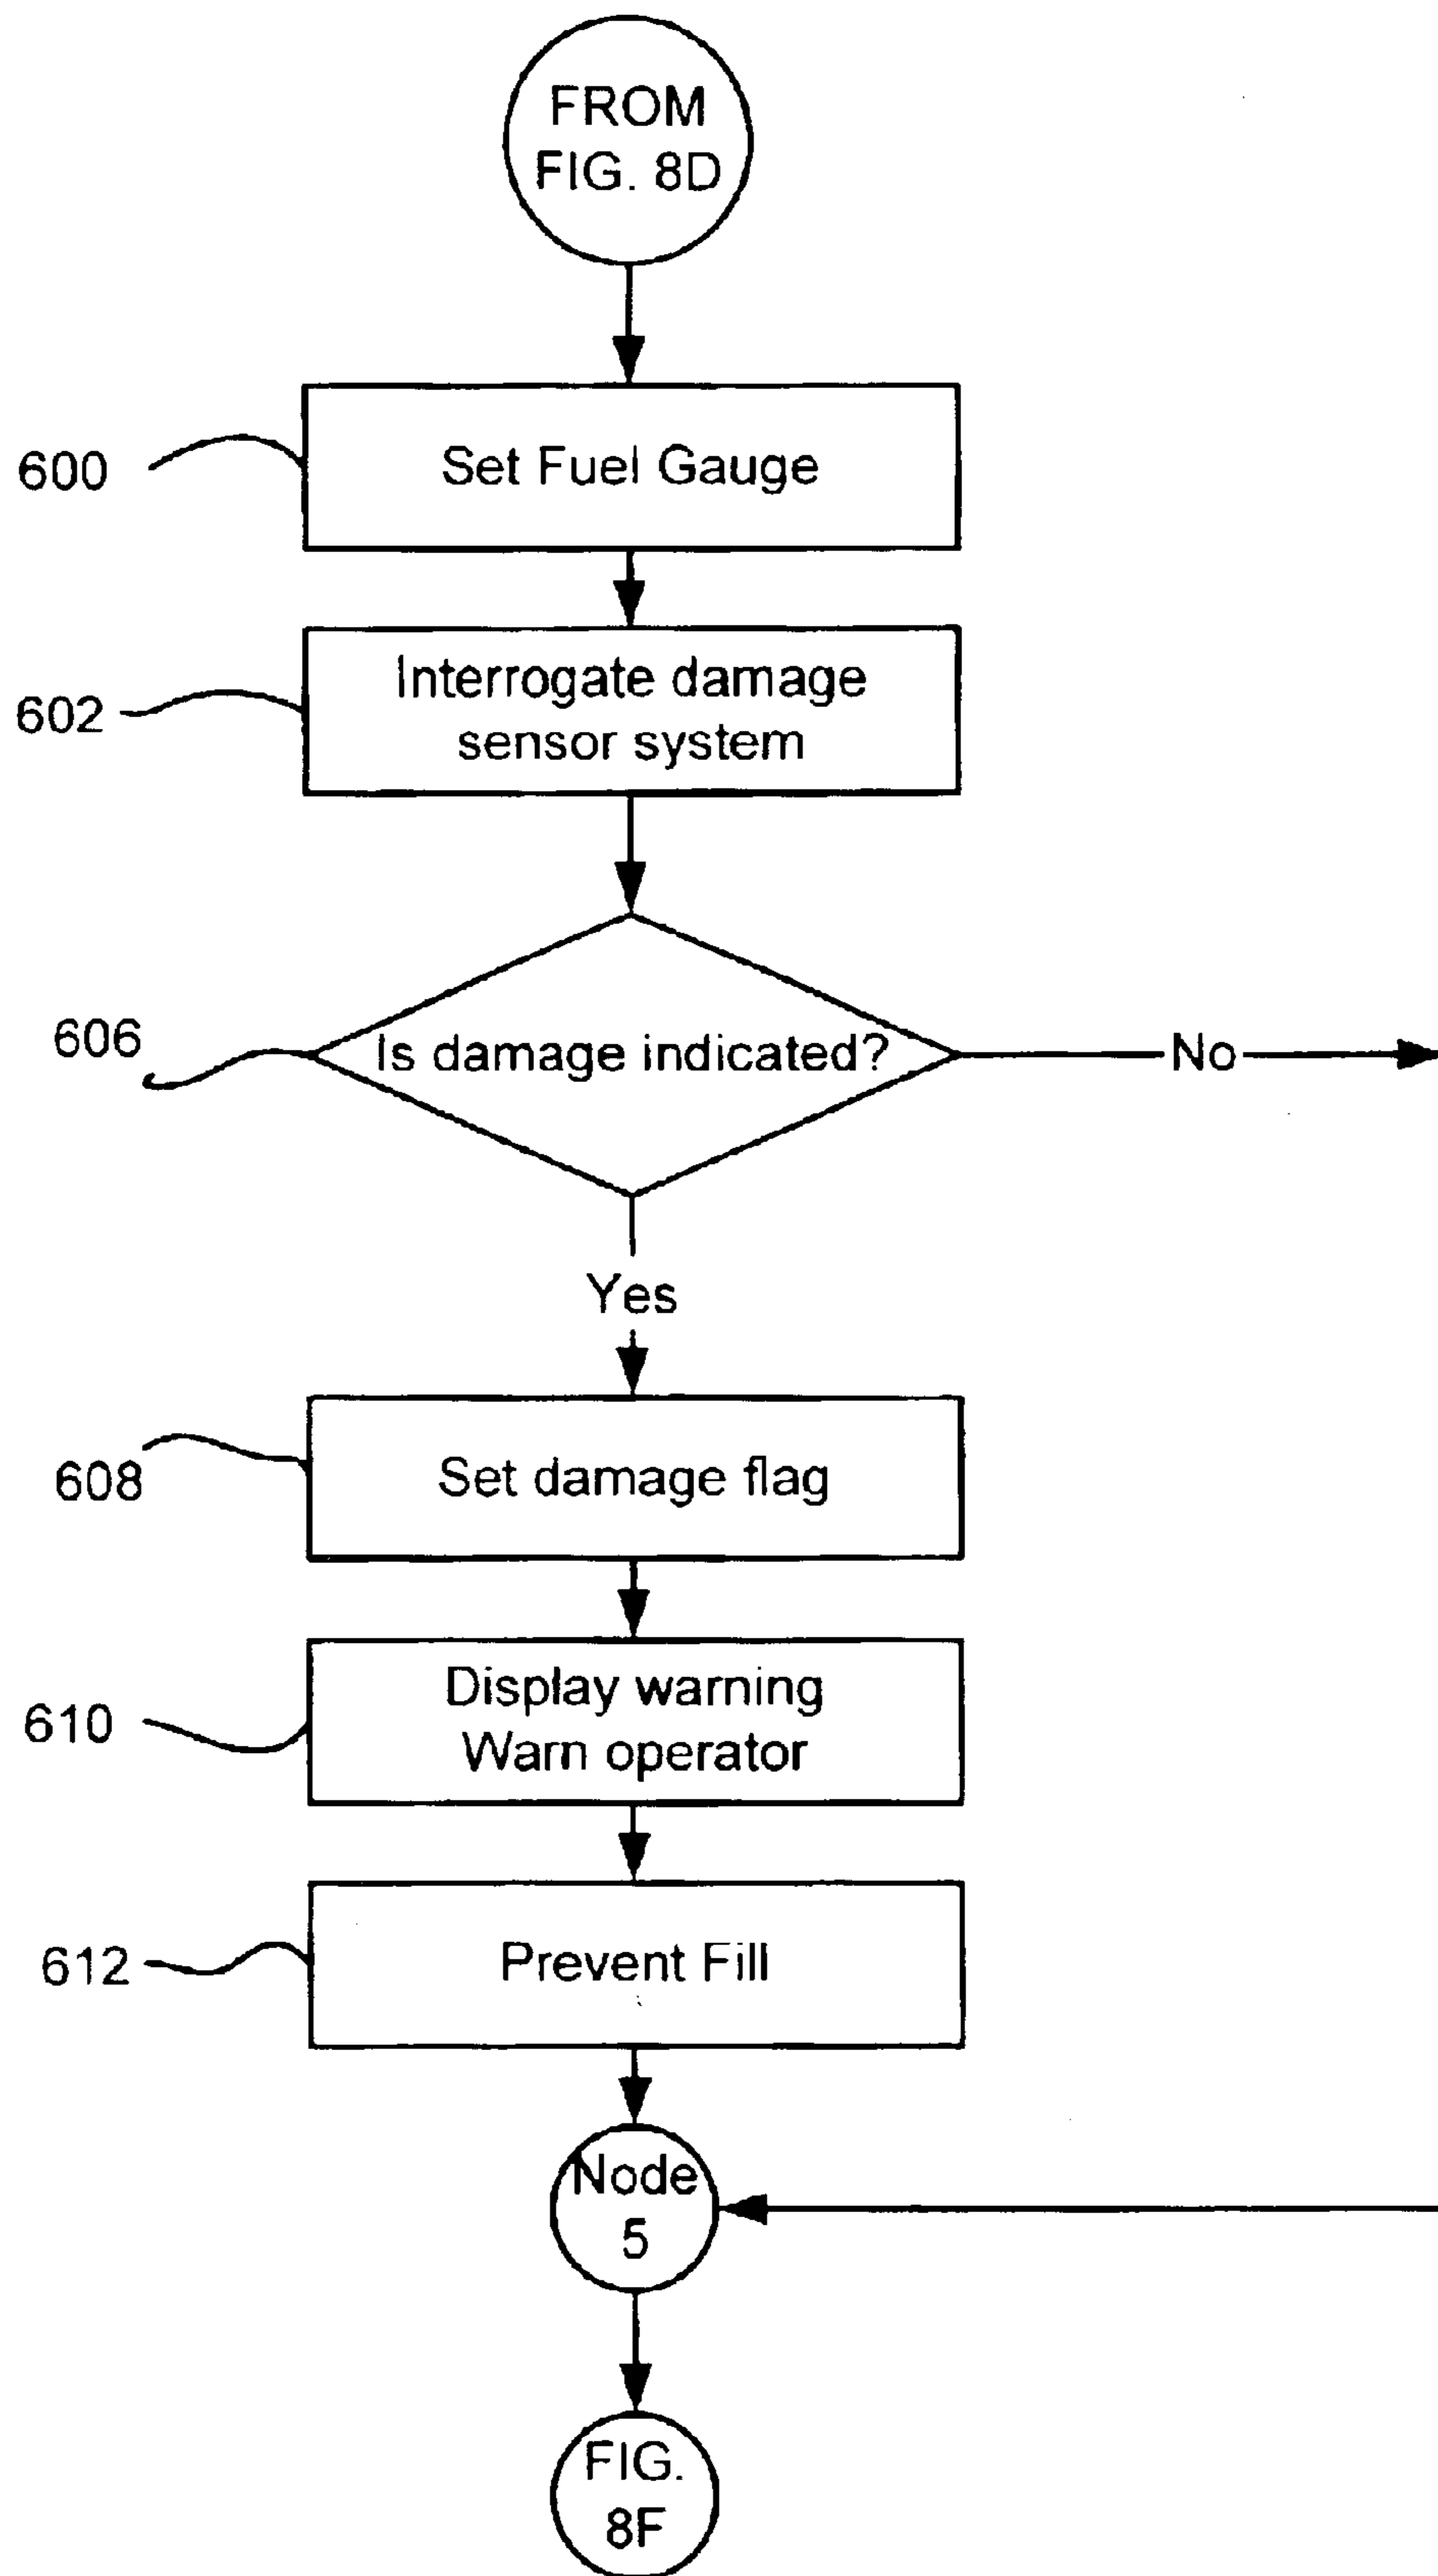 FROM
FIG. 8D
600
Set Fuel Gauge
602
Interrogate damage
sensor system
606
Is damage indicated?
No
Yes
608
Set damage flag
610
Display warning
Warn operator
612
Prevent Fill
Node
5
FIG.
8F